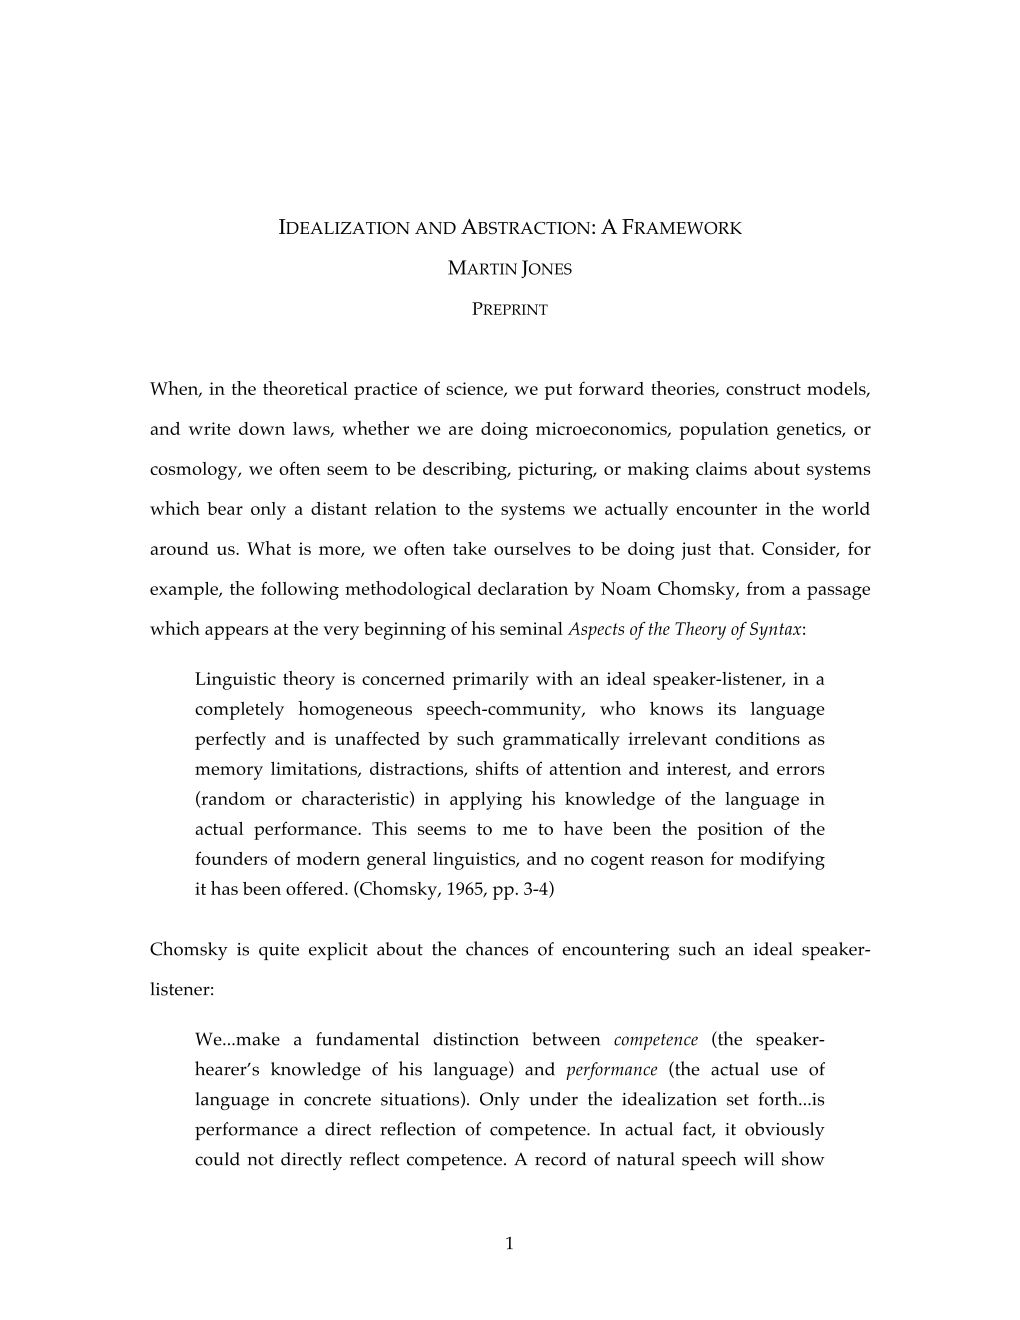 IDEALIZATION AND ABSTRACTION: A FRAMEWORK
MARTIN JONES
PREPRINT
When, in the theoretical practice of science, we put forward theories, construct models,
and write down laws, whether we are doing microeconomics, population genetics, or
cosmology, we often seem to be describing, picturing, or making claims about systems
which bear only a distant relation to the systems we actually encounter in the world
around us. What is more, we often take ourselves to be doing just that. Consider, for
example, the following methodological declaration by Noam Chomsky, from a passage
which appears at the very beginning of his seminal Aspects of the Theory of Syntax:
Linguistic theory is concerned primarily with an ideal speaker-listener, in a
completely homogeneous speech-community, who knows its language
perfectly and is unaffected by such grammatically irrelevant conditions as
memory limitations, distractions, shifts of attention and interest, and errors
(random or characteristic) in applying his knowledge of the language in
actual performance. This seems to me to have been the position of the
founders of modern general linguistics, and no cogent reason for modifying
it has been offered. (Chomsky, 1965, pp. 3-4)
Chomsky is quite explicit about the chances of encountering such an ideal speaker-
listener:
We...make a fundamental distinction between competence (the speaker-
hearer's knowledge of his language) and performance (the actual use of
language in concrete situations). Only under the idealization set forth...is
performance a direct reflection of competence. In actual fact, it obviously
could not directly reflect competence. A record of natural speech will show
1